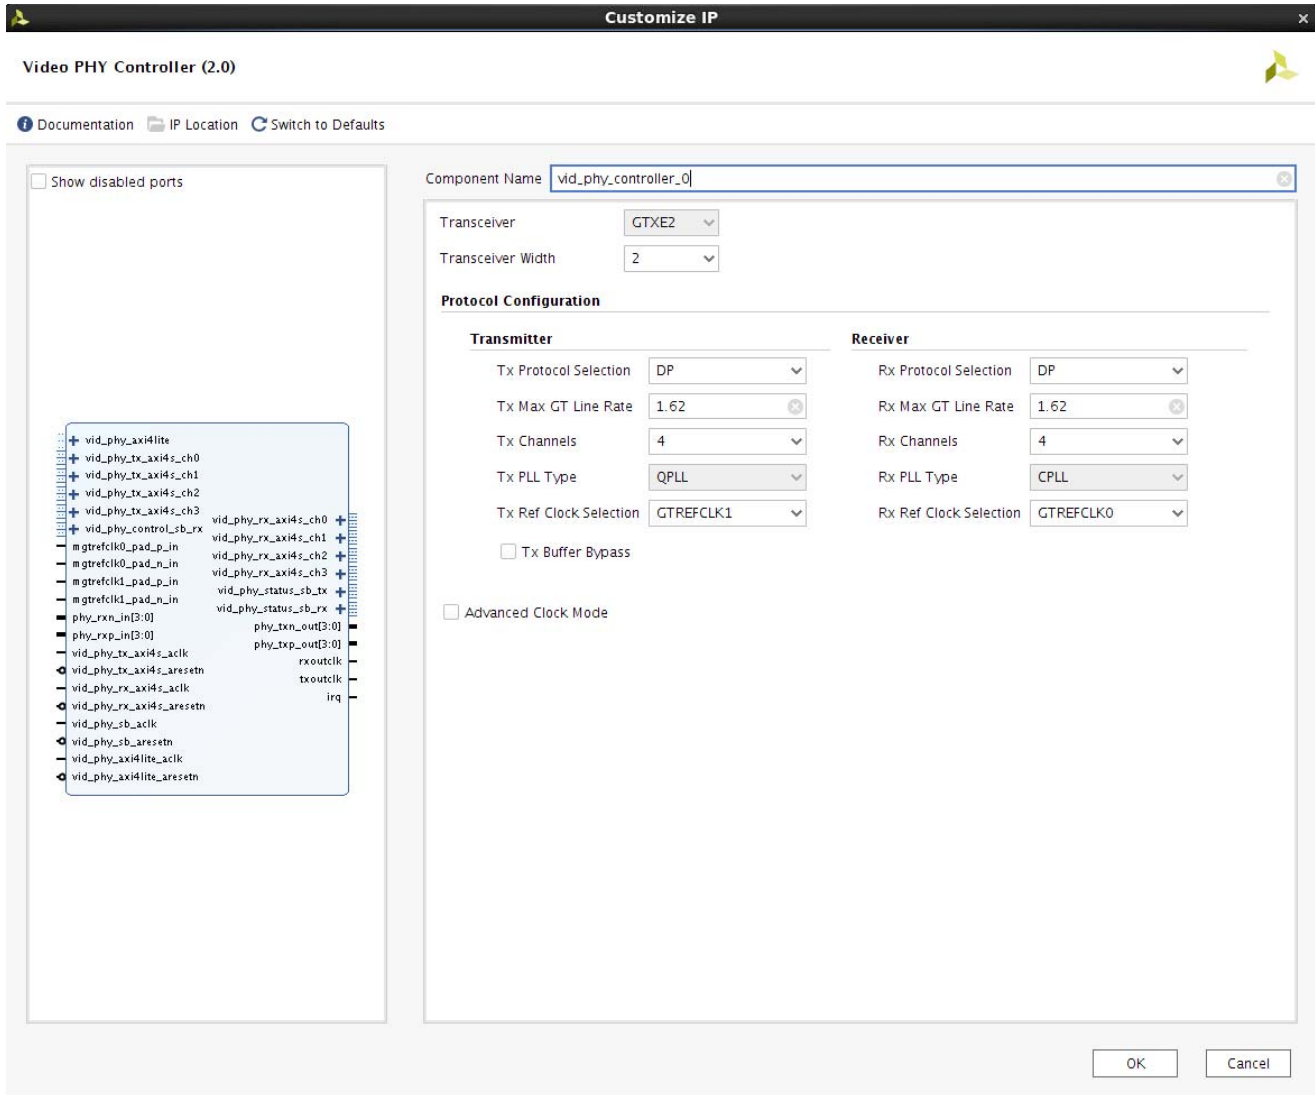 Customize IP
Video PHY Controller (2.0)
Documentation IP Location Switch to Defaults
Show disabled ports
vid_phy_axi4lite
vid_phy_tx_axi4s_ch0
vid_phy_tx_axi4s_ch1
vid_phy_tx_axi4s_ch2
vid_phy_tx_axi4s_ch3
vid_phy_control_sb_rx
mgtrefclk0_pad_p_in
mgtrefclk0_pad_n_in
mgtrefclk1_pad_p_in
mgtrefclk1_pad_n_in
phy_rxn_in[3:0]
phy_rxp_in[3:0]
vid_phy_tx_axi4s_aclk
vid_phy_tx_axi4s_aresetn
vid_phy_rx_axi4s_aclk
vid_phy_rx_axi4s_aresetn
vid_phy_sb_aclk
vid_phy_sb_aresetn
vid_phy_axi4lite_aclk
vid_phy_axi4lite_aresetn
vid_phy_rx_axi4s_ch0
vid_phy_rx_axi4s_ch1
vid_phy_rx_axi4s_ch2
vid_phy_rx_axi4s_ch3
vid_phy_status_sb_tx
vid_phy_status_sb_rx
phy_txn_out[3:0]
phy_txp_out[3:0]
rxoutclk
txoutclk
irq
Component Name vid_phy_controller_0
Transceiver GTXE2
Transceiver Width 2
Protocol Configuration
Transmitter
Tx Protocol Selection DP
Tx Max GT Line Rate 1.62
Tx Channels 4
Tx PLL Type QPLL
Tx Ref Clock Selection GTREFCLK1
Tx Buffer Bypass
Receiver
Rx Protocol Selection DP
Rx Max GT Line Rate 1.62
Rx Channels 4
Rx PLL Type CPLL
Rx Ref Clock Selection GTREFCLK0
Advanced Clock Mode
OK Cancel